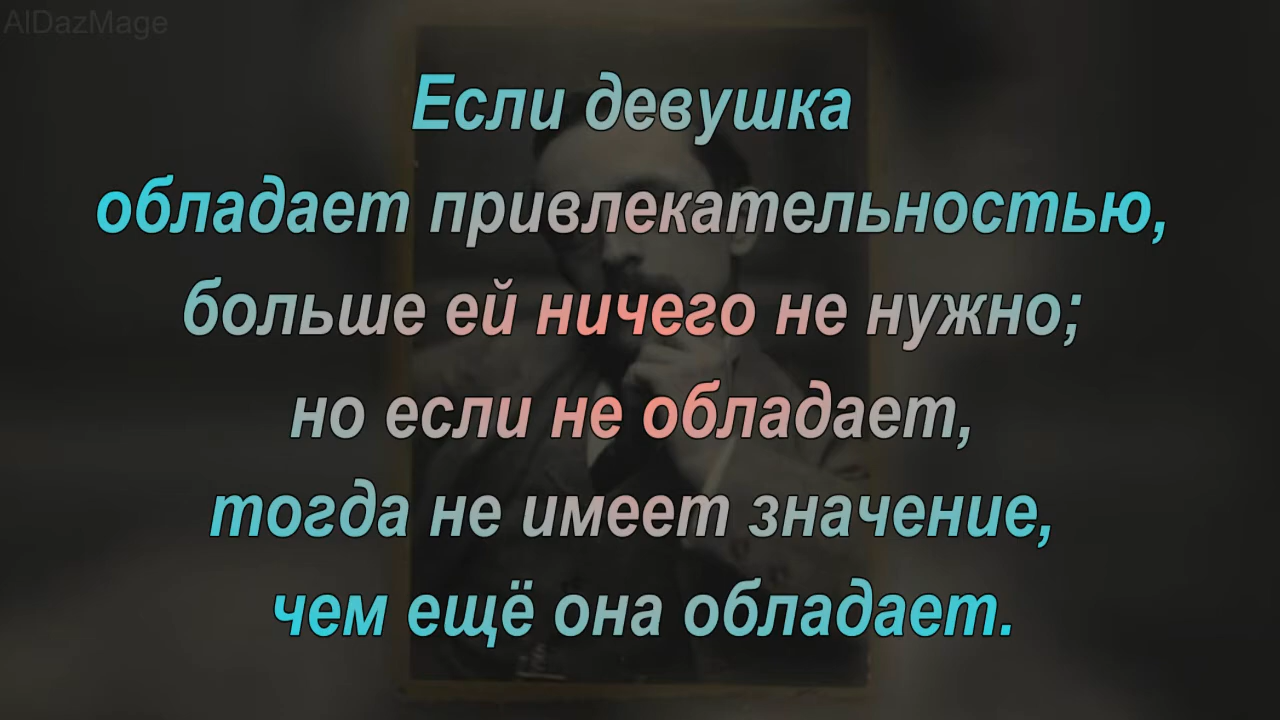 AlDazMage
Если девушка
обладает привлекательностью,
больше ей ничего не нужно;
но если не обладает,
тогда не имеет значение,
чем ещё она обладает.